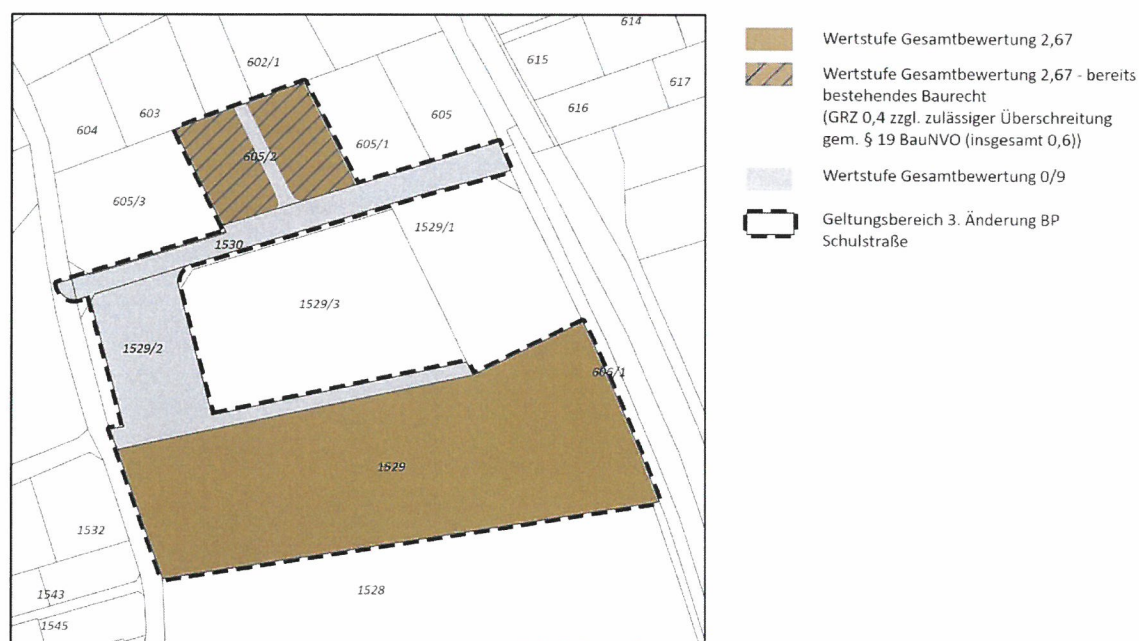 614
602/1
615
617
603
616
604
605
605/2
605/1
605/3
1529/1
1530
1529/3
1529/2
606/1
1529
1532
1528
1543
1545
Wertstufe Gesamtbewertung 2,67
Wertstufe Gesamtbewertung 2,67 - bereits
bestehendes Baurecht
(GRZ 0,4 zzgl. zulässiger Überschreitung
gem. § 19 BauNVO (insgesamt 0,6))
Wertstufe Gesamtbewertung 0/9
Geltungsbereich 3. Änderung BP
Schulstraße